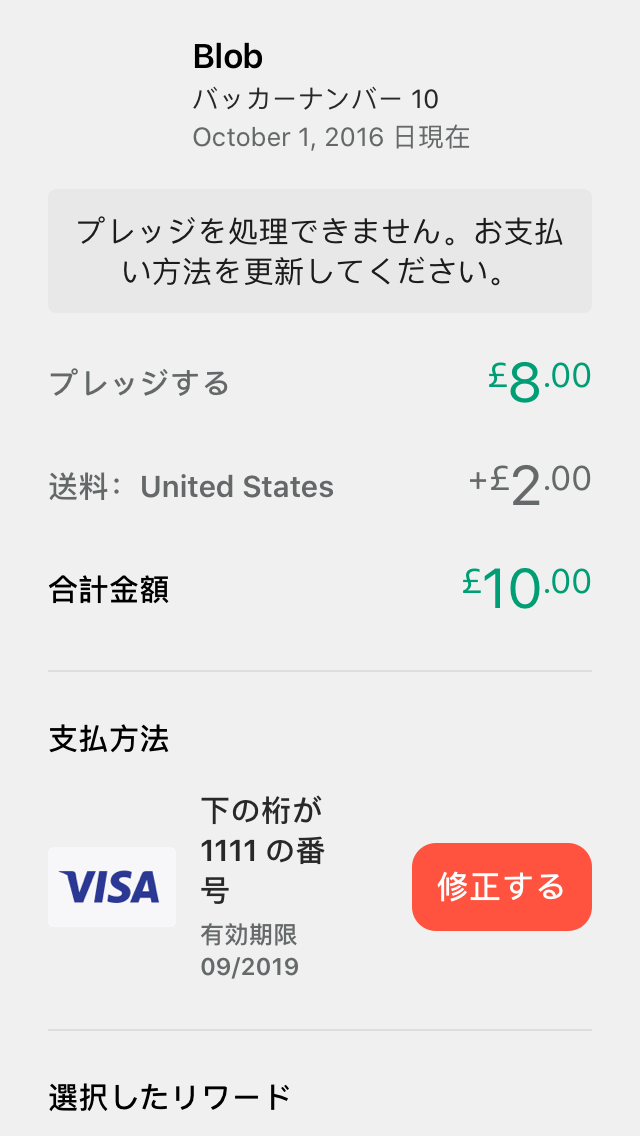 Blob
バッカーナンバー 10
October 1, 2016 日現在
プレッジを処理できません。お支払
い方法を更新してください。
プレッジする £8.00
送料： United States +£2.00
合計金額 £10.00
支払方法
下の桁が
1111 の番
号
VISA
修正する
有効期限
09/2019
選択したリワード